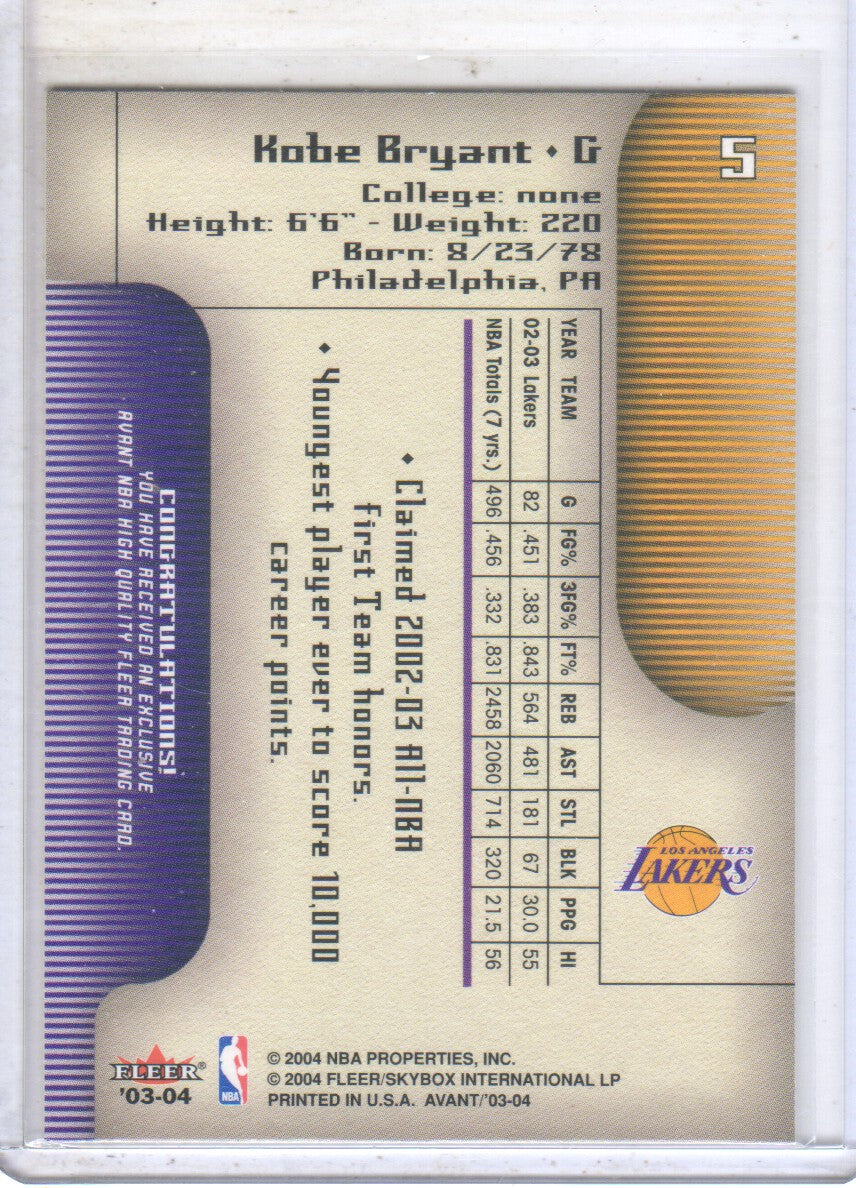 5
Kobe Bryant • G
College: none
Height: 6'6" - Weight: 220
Born: 8/23/78
Philadelphia, PA
YEAR TEAM G FG% 3FG% FT% REB AST STL BLK PPG HI
02-03 Lakers 82 .451 .383 .843 564 481 181 67 30.0 55
NBA Totals (7 yrs.) 496 .456 .332 .831 2458 2060 714 320 21.5 56
• Claimed 2002-03 All-NBA
First Team honors.
• Youngest player ever to score 10,000
career points.
CONGRATULATIONS!
YOU HAVE RECEIVED AN EXCLUSIVE
AVANT NBA HIGH QUALITY FLEER TRADING CARD.
LOS ANGELES
LAKERS
FLEER®
'03-04
NBA
© 2004 NBA PROPERTIES, INC.
© 2004 FLEER/SKYBOX INTERNATIONAL LP
PRINTED IN U.S.A. AVANT/'03-04